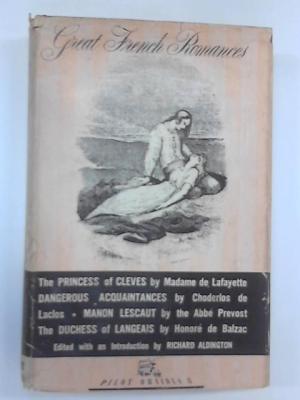 Great French Romances
The PRINCESS of CLEVES by Madame de Lafayette
DANGEROUS ACQUAINTANCES by Choderlos de
Laclos • MANON LESCAUT by the Abbé Prevost
The DUCHESS of LANGEAIS by Honoré de Balzac
Edited with an Introduction by RICHARD ALDINGTON
PILOT OMNIBUS